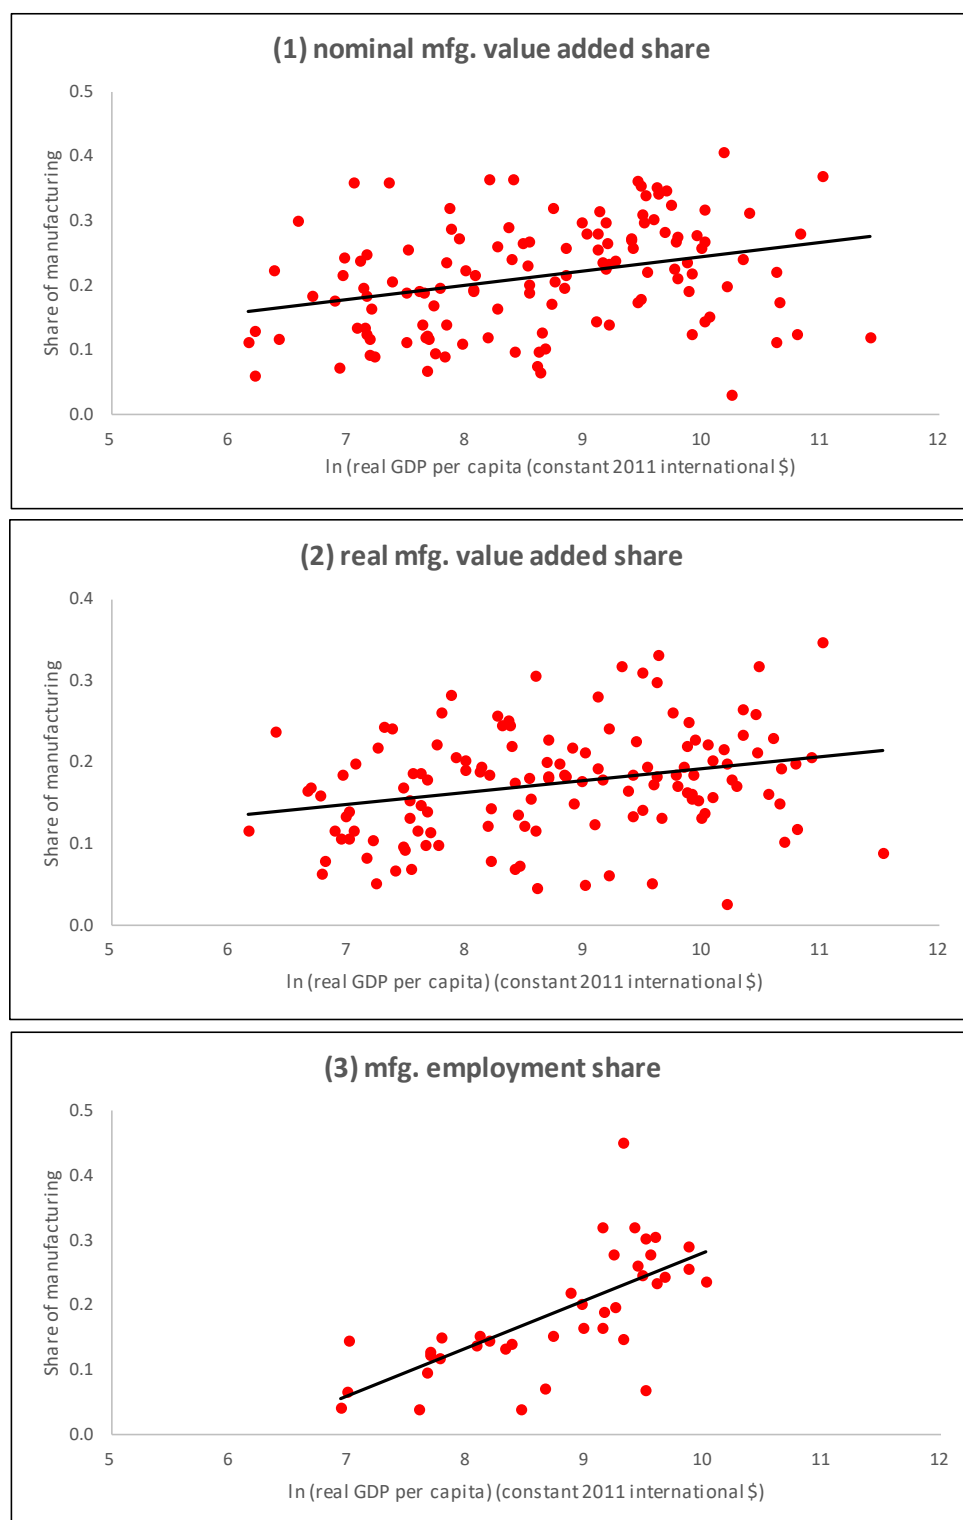 (1) nominal mfg. value added share
Share of manufacturing
0.5
0.4
0.3
0.2
0.1
0.0
5 6 7 8 9 10 11 12
ln (real GDP per capita (constant 2011 international $)
(2) real mfg. value added share
Share of manufacturing
0.4
0.3
0.2
0.1
0.0
5 6 7 8 9 10 11 12
ln (real GDP per capita) (constant 2011 international $)
(3) mfg. employment share
Share of manufacturing
0.5
0.4
0.3
0.2
0.1
0.0
5 6 7 8 9 10 11 12
ln (real GDP per capita) (constant 2011 international $)